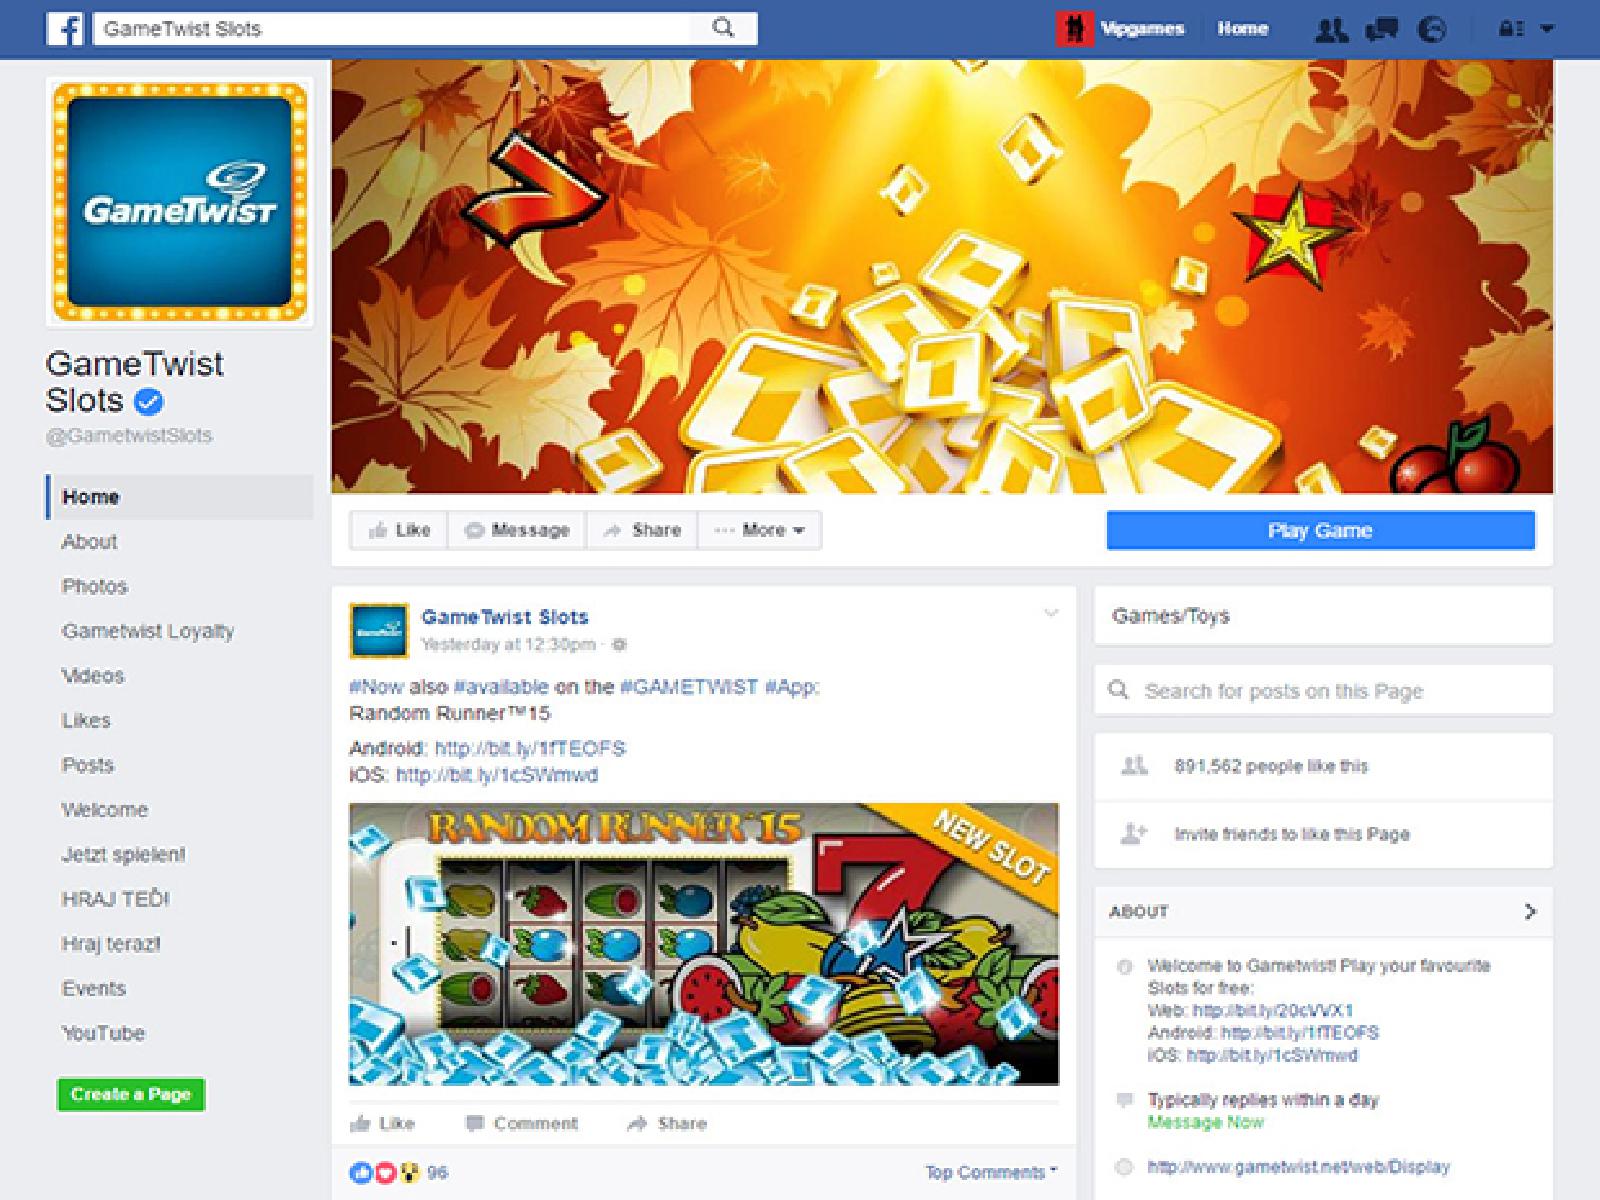 GameTwist Slots
Vipgames
Home
GameTwist
GameTwist
Slots
@GametwistSlots
Home
About
Photos
Gametwist Loyalty
Videos
Likes
Posts
Welcome
Jetzt spielen!
HRAJ TEĎ!
Hraj teraz!
Events
YouTube
Create a Page
Like
Message
Share
More
Play Game
GameTwist Slots
Yesterday at 12:30pm
#Now also #available on the #GAMETWIST #App:
Random Runner™15
Android: http://bit.ly/1fTEOFS
iOS: http://bit.ly/1cSWmwd
RANDOM RUNNER 15
NEW SLOT
7
Like
Comment
Share
96
Top Comments
Games/Toys
Search for posts on this Page
891,562 people like this
Invite friends to like this Page
ABOUT
Welcome to Gametwist! Play your favourite
Slots for free:
Web: http://bit.ly/20cVVX1
Android: http://bit.ly/1fTEOFS
iOS: http://bit.ly/1cSWmwd
Typically replies within a day
Message Now
http://www.gametwist.net/web/Display